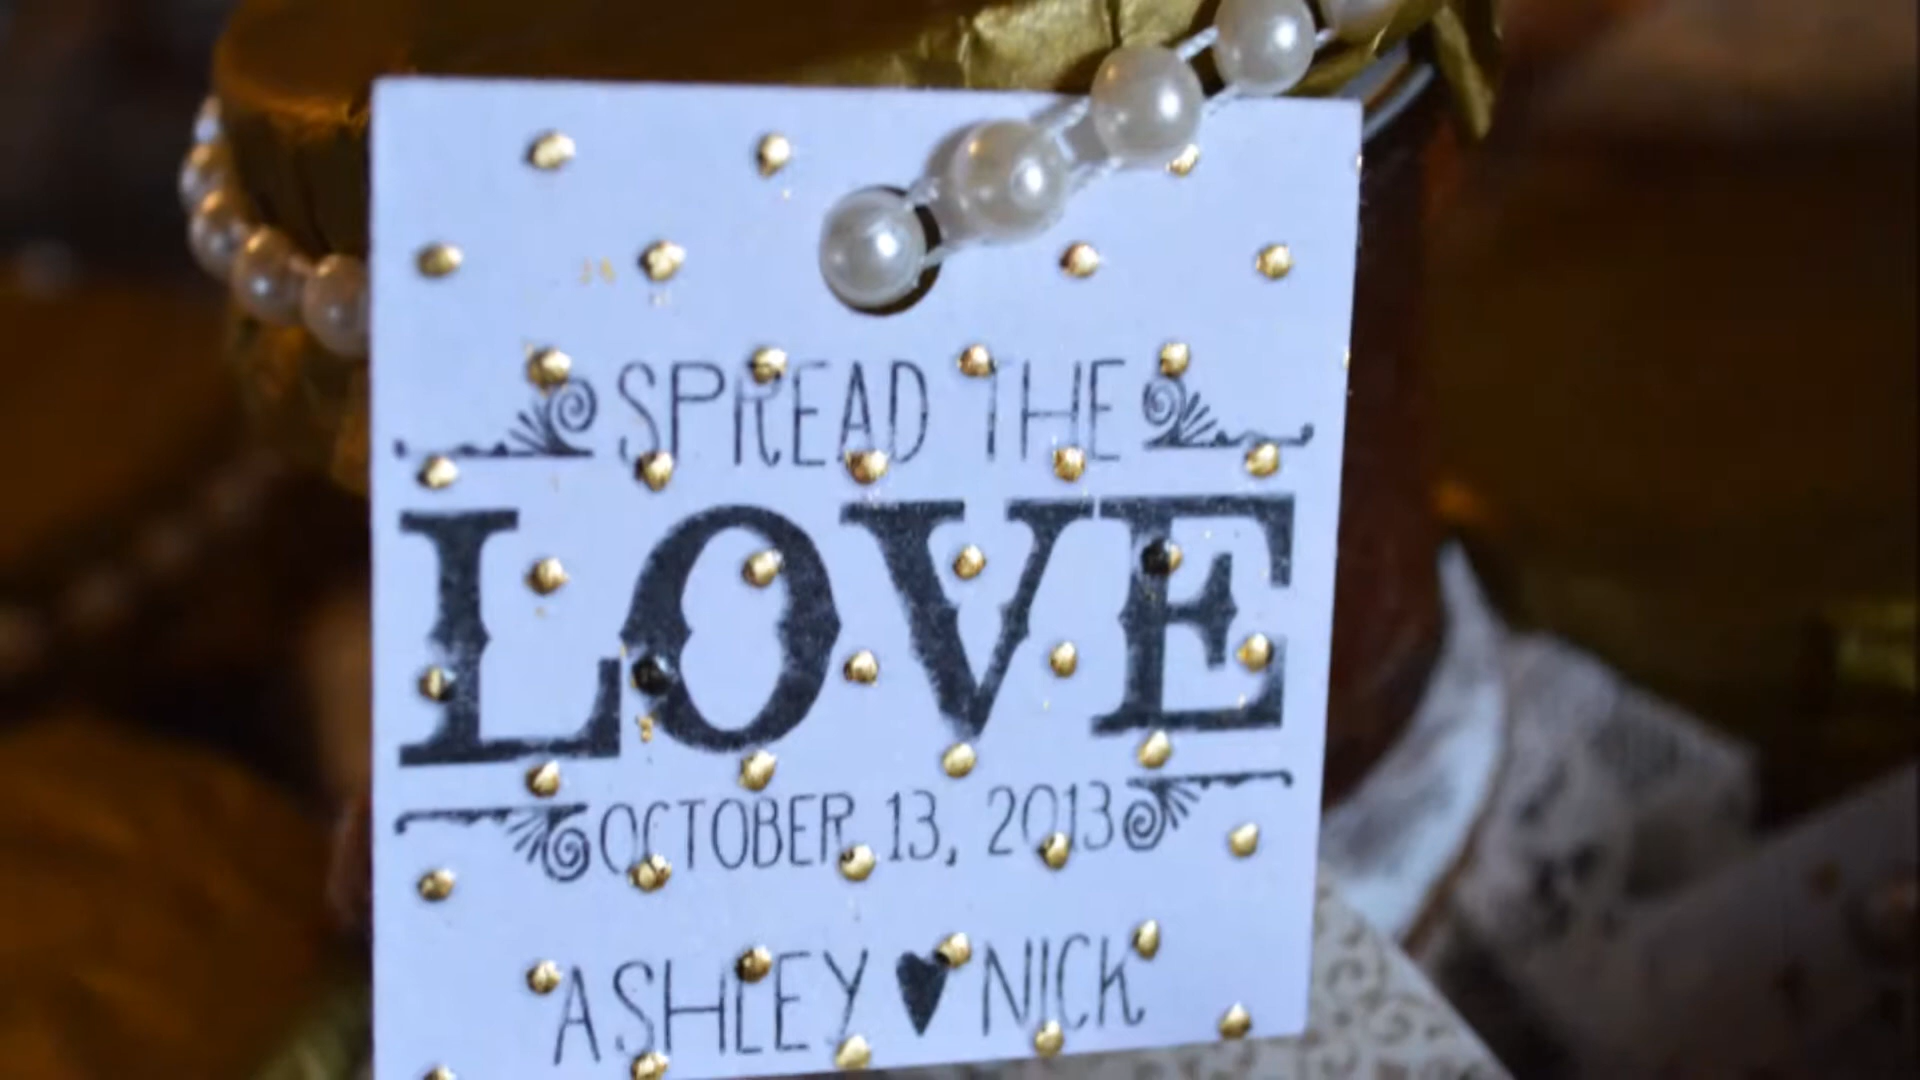 SPREAD THE
LOVE
OCTOBER 13, 2013
ASHLEY ♥ NICK